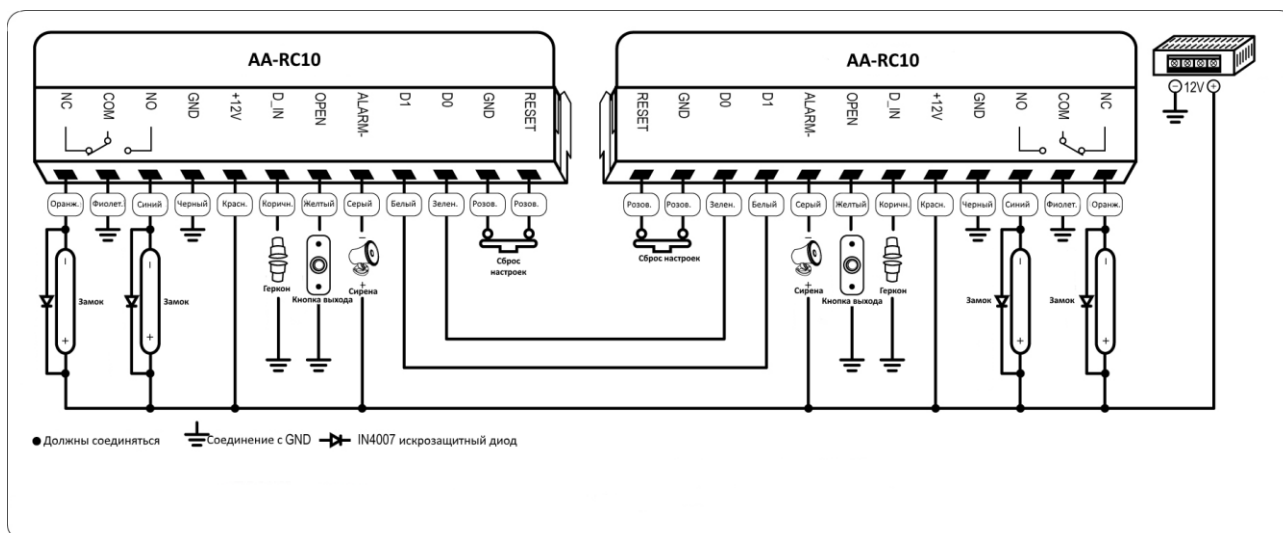 AA-RC10
NC COM NO GND +12V D_IN OPEN ALARM- D1 D0 GND RESET
Оранж. Фиолет. Синий Черный Красн. Коричн. Желтый Серый Белый Зелен. Розов. Розов.
Замок
Замок
Геркон
Кнопка выхода
−
+
Сирена
Сброс
настроек
−
+
−
+
AA-RC10
RESET GND D0 D1 ALARM- OPEN D_IN +12V GND NO COM NC
Розов. Розов. Зелен. Белый Серый Желтый Коричн. Красн. Черный Синий Фиолет. Оранж.
Сброс настроек
−
+
Сирена
Кнопка выхода
Геркон
Замок
Замок
−
+
−
+
− 12V +
Должны соединяться
Соединение с GND
IN4007 искрозащитный диод